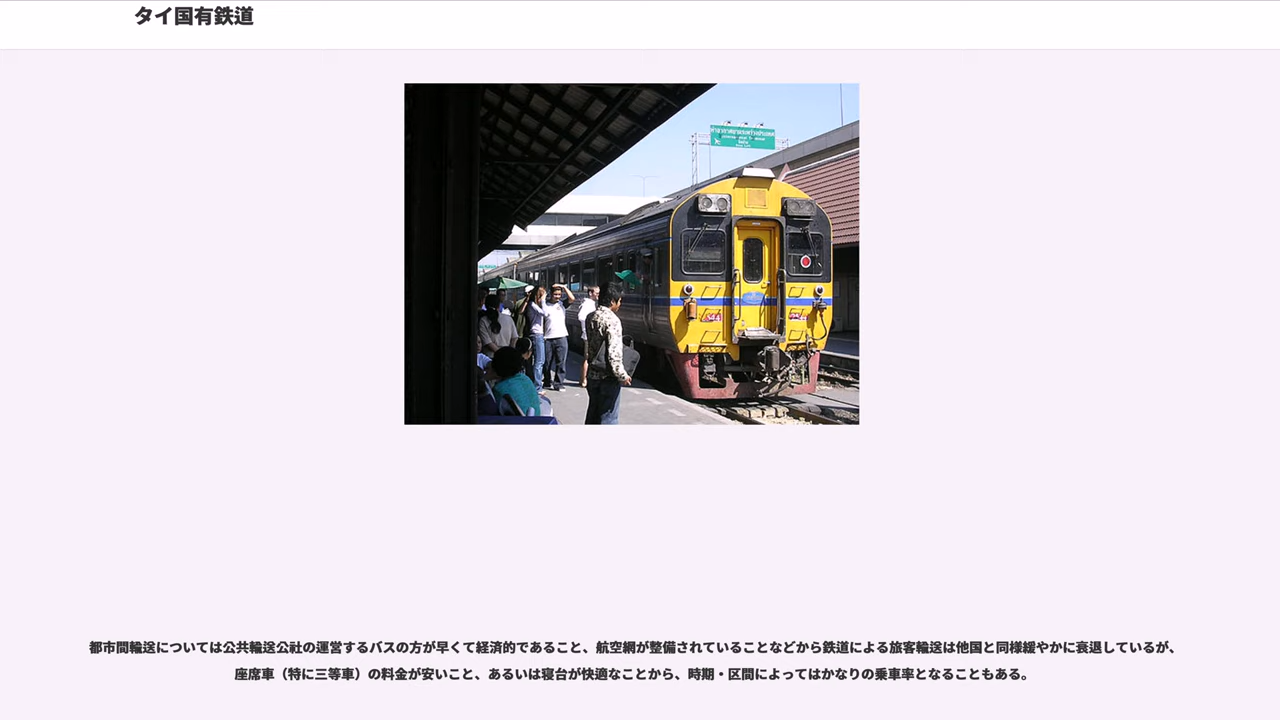 タイ国有鉄道
都市間輸送については公共輸送公社の運営するバスの方が早くて経済的であること、航空網が整備されていることなどから鉄道による旅客輸送は他国と同様緩やかに衰退しているが、
座席車（特に三等車）の料金が安いこと、あるいは寝台が快適なことから、時期・区間によってはかなりの乗車率となることもある。